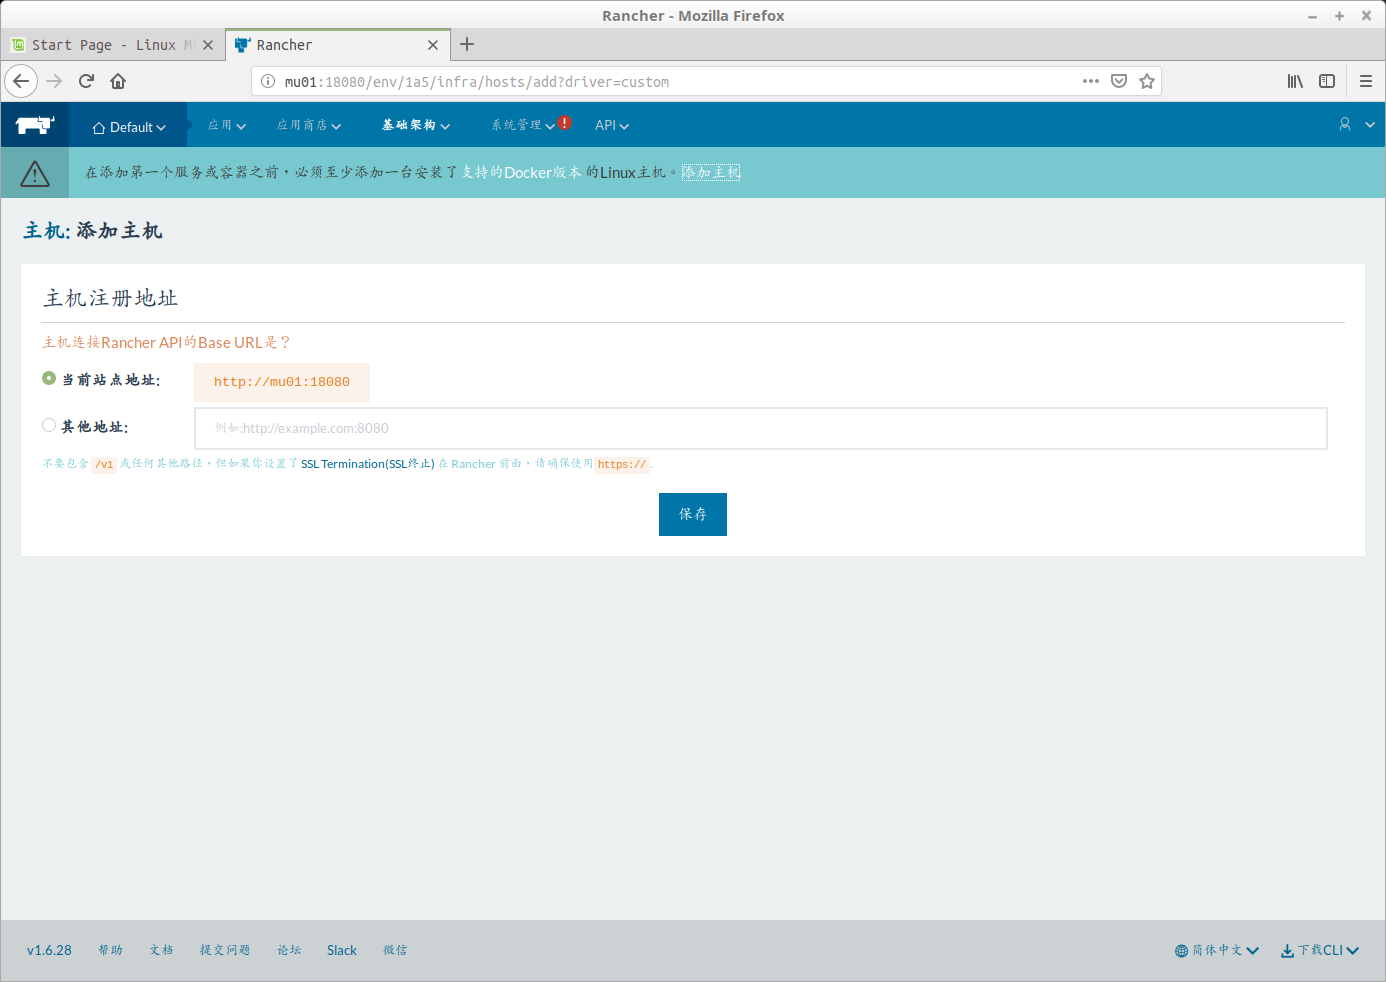 Rancher - Mozilla Firefox
Start Page - Linux M
Rancher
mu01:18080/env/1a5/infra/hosts/add?driver=custom
Default 应用 应用商店 基础架构 系统管理 ! API
在添加第一个服务或容器之前，必须至少添加一台安装了 支持的Docker版本 的Linux主机。添加主机
主机: 添加主机
主机注册地址
主机连接Rancher API的Base URL是？
当前站点地址: http://mu01:18080
其他地址: 例如:http://example.com:8080
不要包含 /v1 或任何其他路径，但如果你设置了 SSL Termination(SSL终止) 在 Rancher 前面，请确保使用 https:// .
保存
v1.6.28 帮助 文档 提交问题 论坛 Slack 微信 简体中文 下载CLI